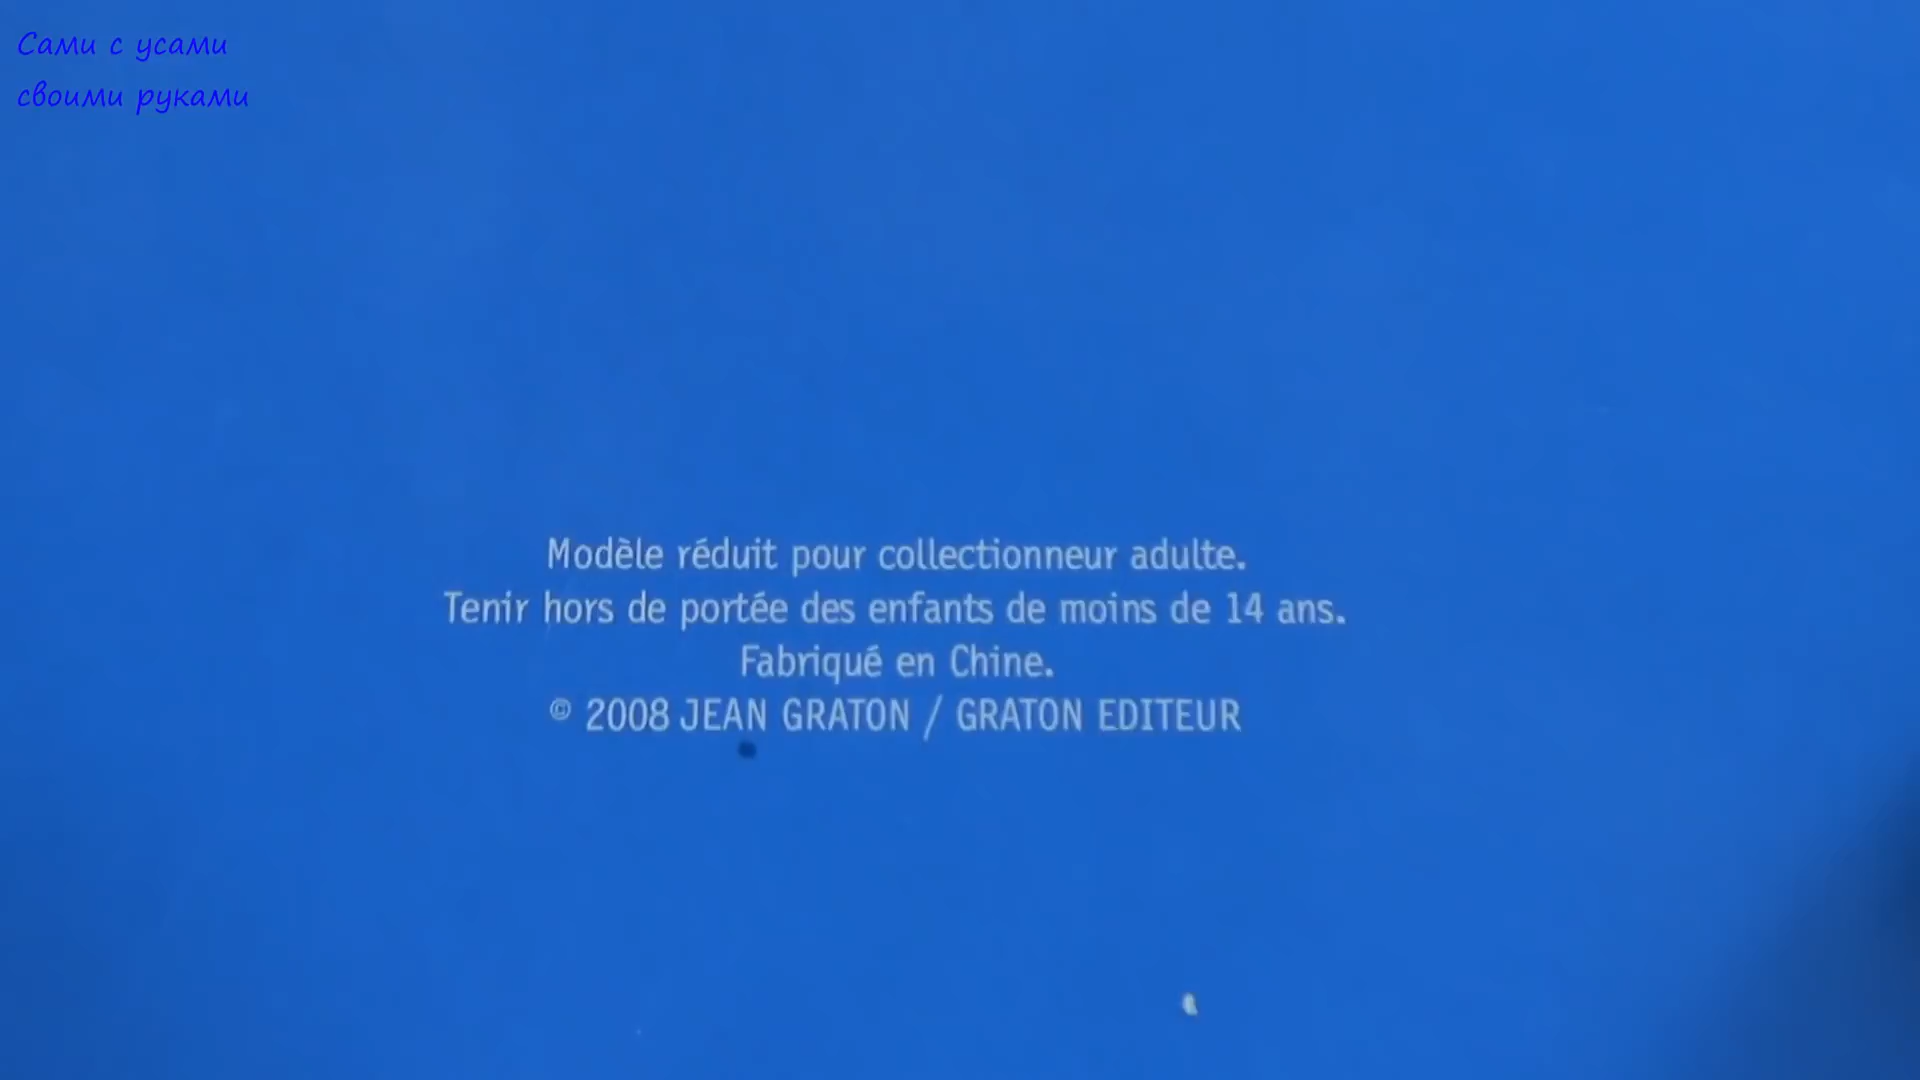 Сами с усами
своими руками
Modèle réduit pour collectionneur adulte.
Tenir hors de portée des enfants de moins de 14 ans.
Fabriqué en Chine.
© 2008 JEAN GRATON / GRATON EDITEUR